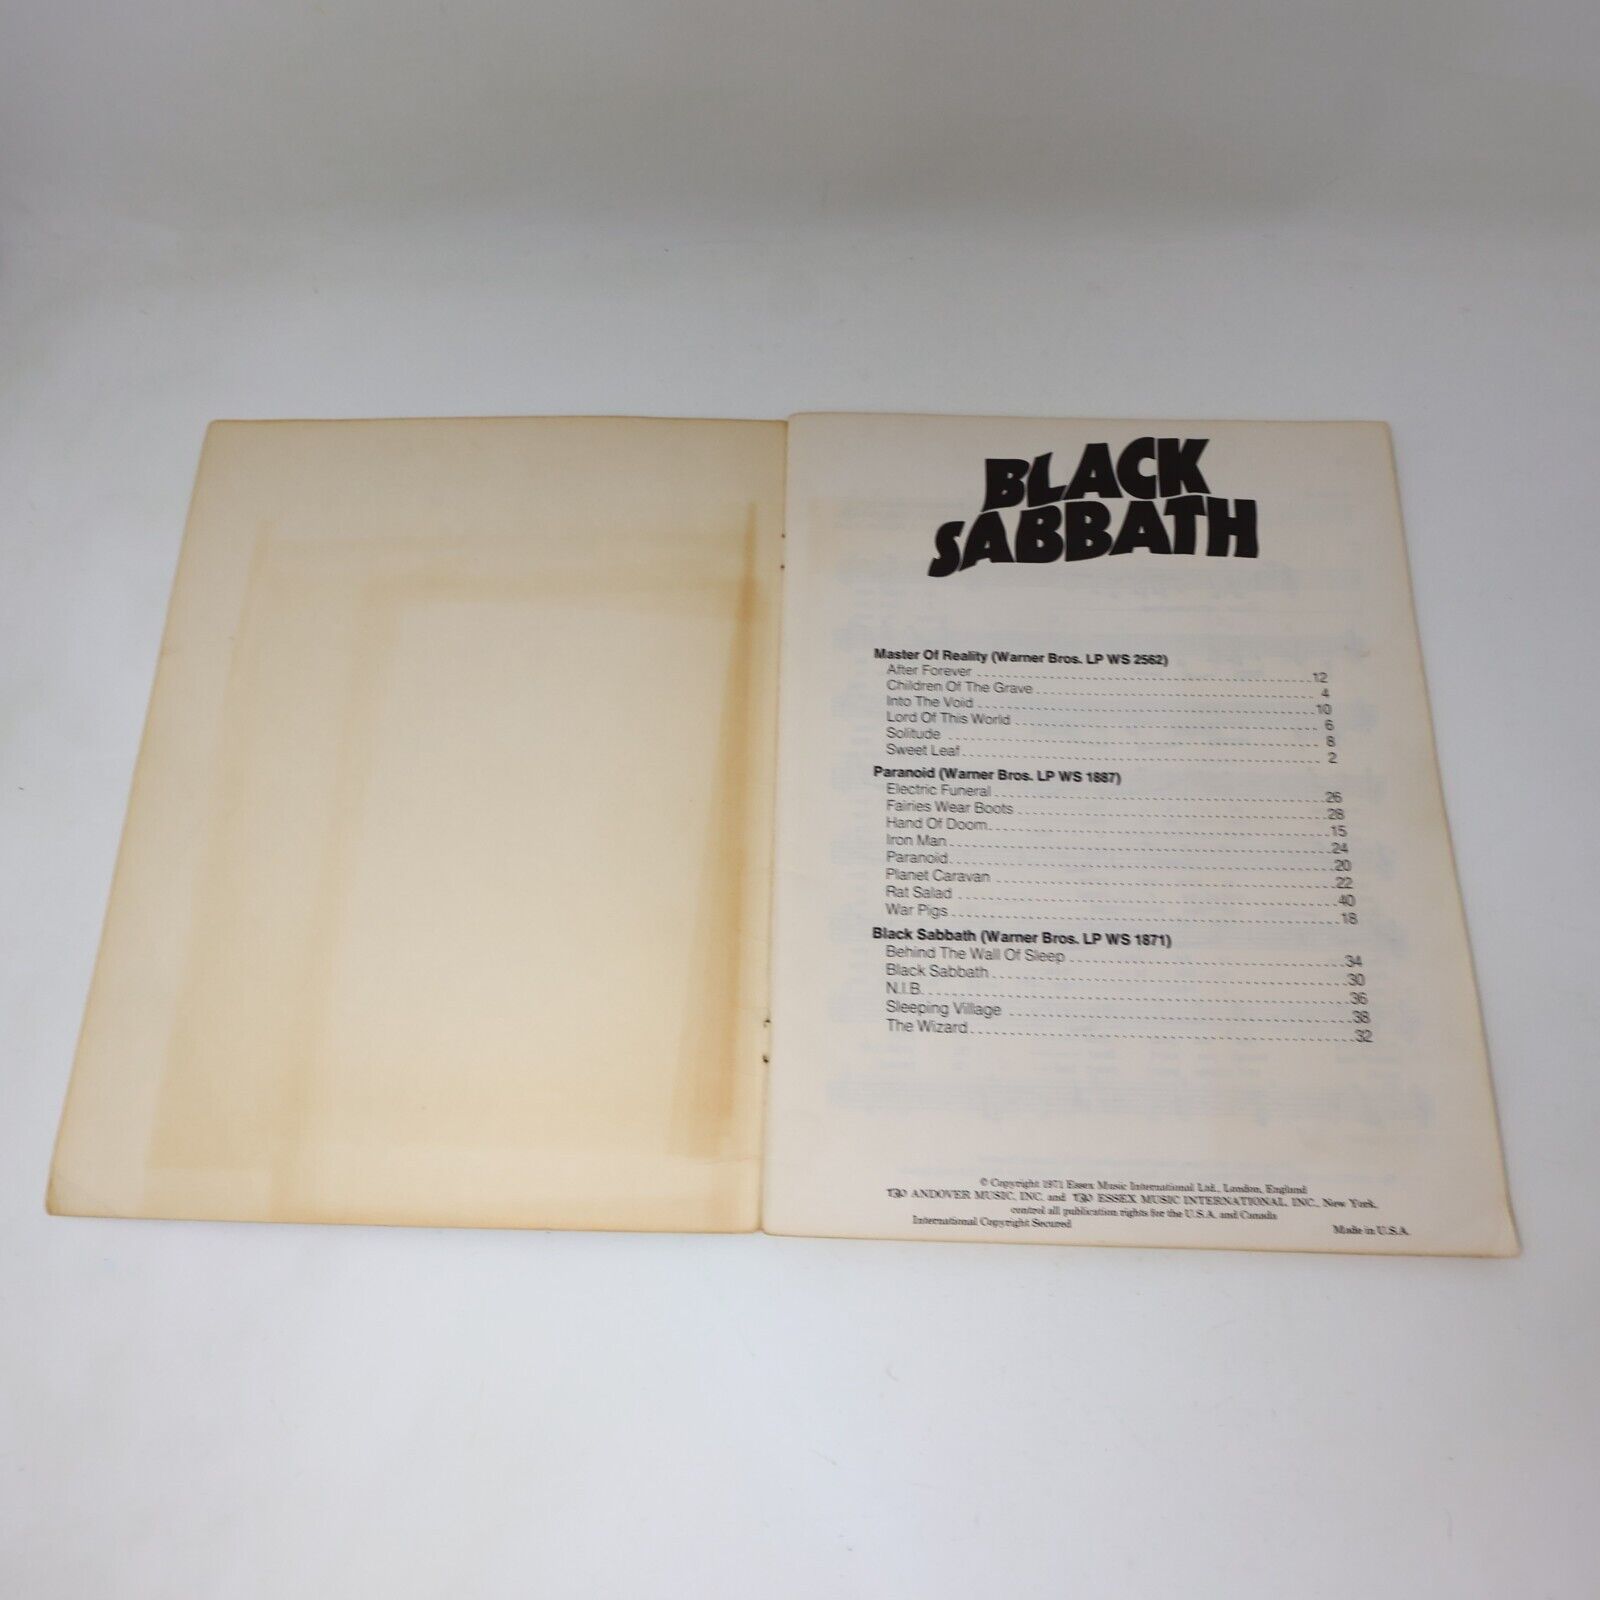 BLACK
SABBATH
Master Of Reality (Warner Bros. LP WS 2562)
After Forever 12
Children Of The Grave 4
Into The Void 10
Lord Of This World 6
Solitude 8
Sweet Leaf 2
Paranoid (Warner Bros. LP WS 1887)
Electric Funeral 26
Fairies Wear Boots 28
Hand Of Doom 15
Iron Man 24
Paranoid 20
Planet Caravan 22
Rat Salad 40
War Pigs 18
Black Sabbath (Warner Bros. LP WS 1871)
Behind The Wall Of Sleep 34
Black Sabbath 30
N.I.B. 36
Sleeping Village 38
The Wizard 32
© Copyright 1971 Essex Music International Ltd., London, England
TRO ANDOVER MUSIC, INC. and TRO ESSEX MUSIC INTERNATIONAL, INC., New York,
control all publication rights for the U.S.A. and Canada
International Copyright Secured Made in U.S.A.